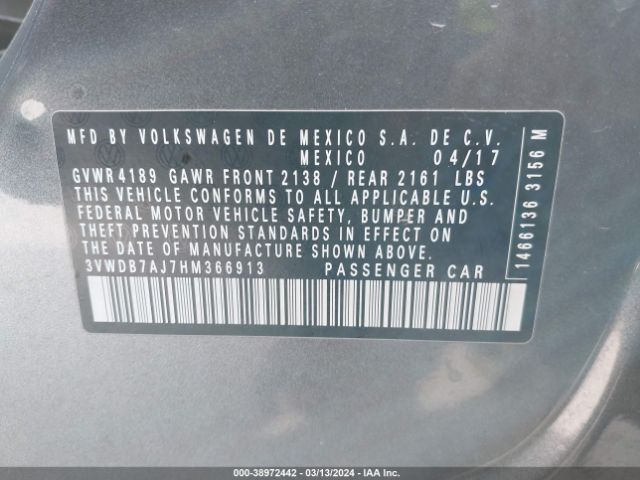 MFD BY VOLKSWAGEN DE MEXICO S.A. DE C.V.
MEXICO 04/17
GVWR 4189 GAWR FRONT 2138 / REAR 2161 LBS
THIS VEHICLE CONFORMS TO ALL APPLICABLE U.S.
FEDERAL MOTOR VEHICLE SAFETY, BUMPER AND
THEFT PREVENTION STANDARDS IN EFFECT ON
THE DATE OF MANUFACTURE SHOWN ABOVE.
3VWDB7AJ7HM366913 PASSENGER CAR
1466136 3156 M
000-38972442 - 03/13/2024 - IAA Inc.